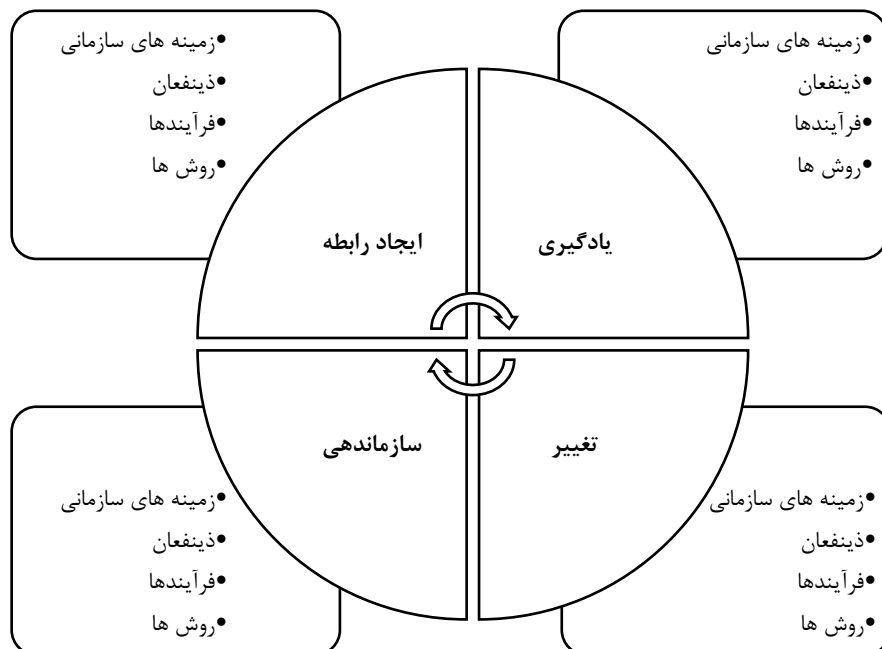 •زمینه های سازمانی
•ذینفعان
•فرآیندها
•روش ها
•زمینه های سازمانی
•ذینفعان
•فرآیندها
•روش ها
یادگیری
ایجاد رابطه
تغییر
سازماندهی
•زمینه های سازمانی
•ذینفعان
•فرآیندها
•روش ها
•زمینه های سازمانی
•ذینفعان
•فرآیندها
•روش ها